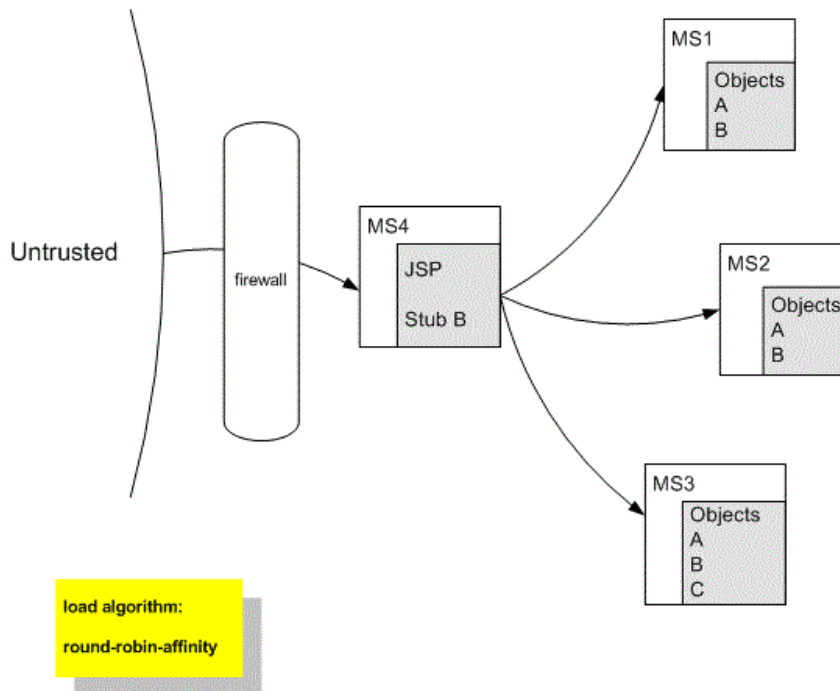 Untrusted
firewall
MS4
JSP
Stub B
MS1
Objects
A
B
MS2
Objects
A
B
MS3
Objects
A
B
C
load algorithm:
round-robin-affinity